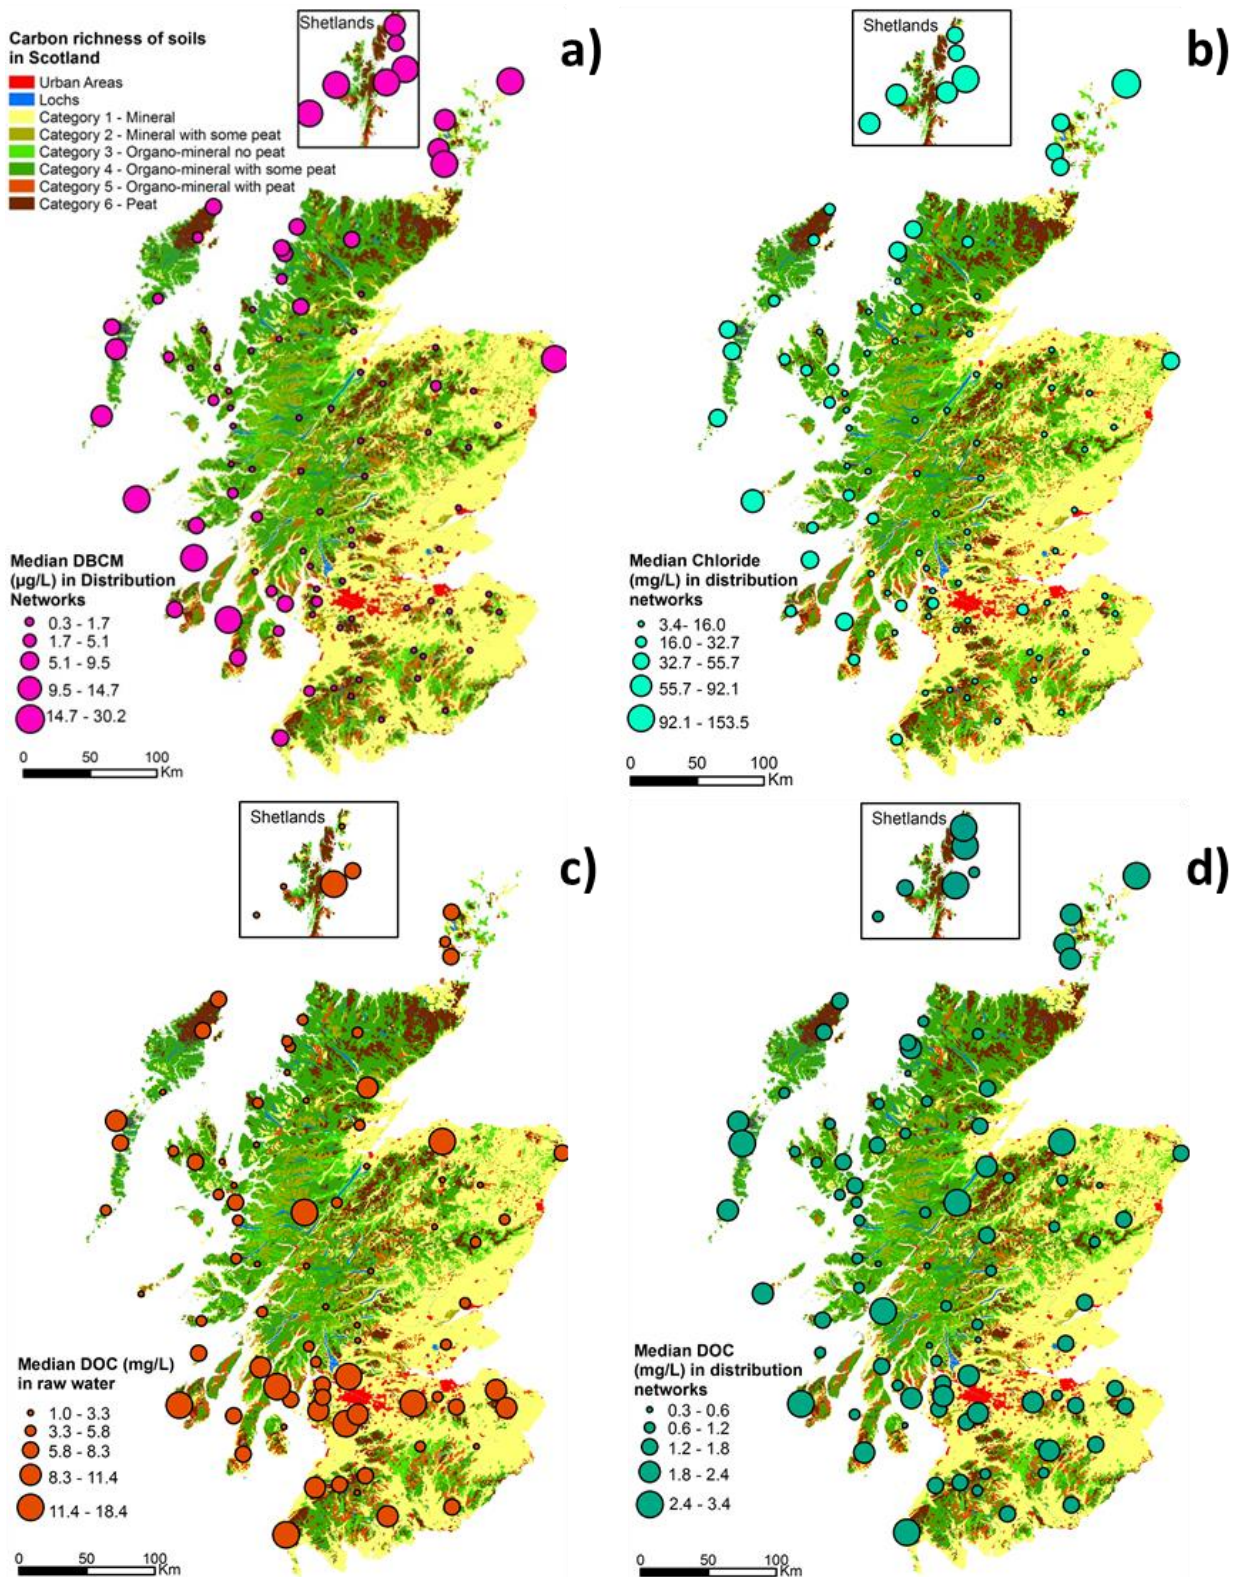 Carbon richness of soils
in Scotland
Urban Areas
Lochs
Category 1 - Mineral
Category 2 - Mineral with some peat
Category 3 - Organo-mineral no peat
Category 4 - Organo-mineral with some peat
Category 5 - Organo-mineral with peat
Category 6 - Peat
Shetlands
a)
Median DBCM
(µg/L) in Distribution
Networks
0.3 - 1.7
1.7 - 5.1
5.1 - 9.5
9.5 - 14.7
14.7 - 30.2
0 50 100
Km
Shetlands
b)
Median Chloride
(mg/L) in distribution
networks
3.4- 16.0
16.0 - 32.7
32.7 - 55.7
55.7 - 92.1
92.1 - 153.5
0 50 100
Km
Shetlands
c)
Median DOC (mg/L)
in raw water
1.0 - 3.3
3.3 - 5.8
5.8 - 8.3
8.3 - 11.4
11.4 - 18.4
0 50 100
Km
Shetlands
d)
Median DOC
(mg/L) in distribution
networks
0.3 - 0.6
0.6 - 1.2
1.2 - 1.8
1.8 - 2.4
2.4 - 3.4
0 50 100
Km